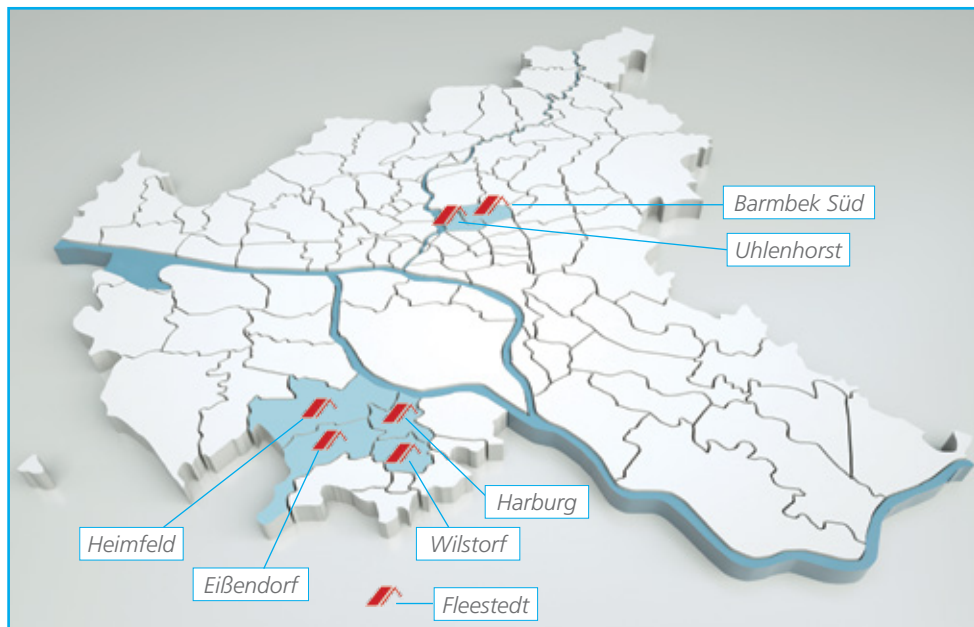 Barmbek Süd
Uhlenhorst
Harburg
Heimfeld
Wilstorf
Eißendorf
Fleestedt